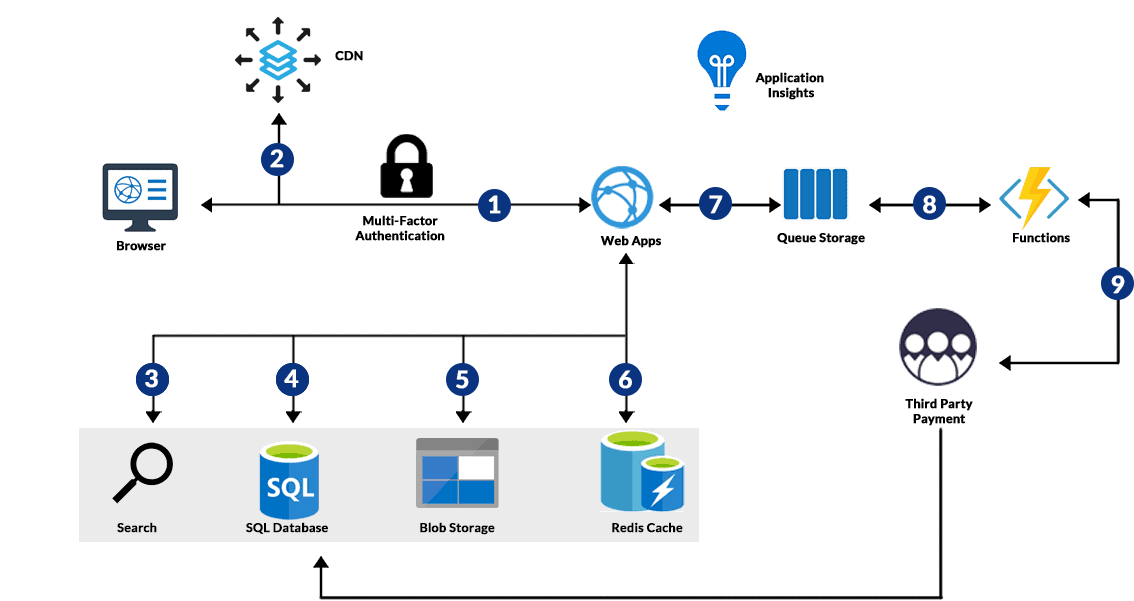 CDN
Application
Insights
2
1
7
8
9
Multi-Factor
Authentication
Browser
Web Apps
Queue Storage
Functions
3
4
5
6
Third Party
Payment
SQL
Search
SQL Database
Blob Storage
Redis Cache